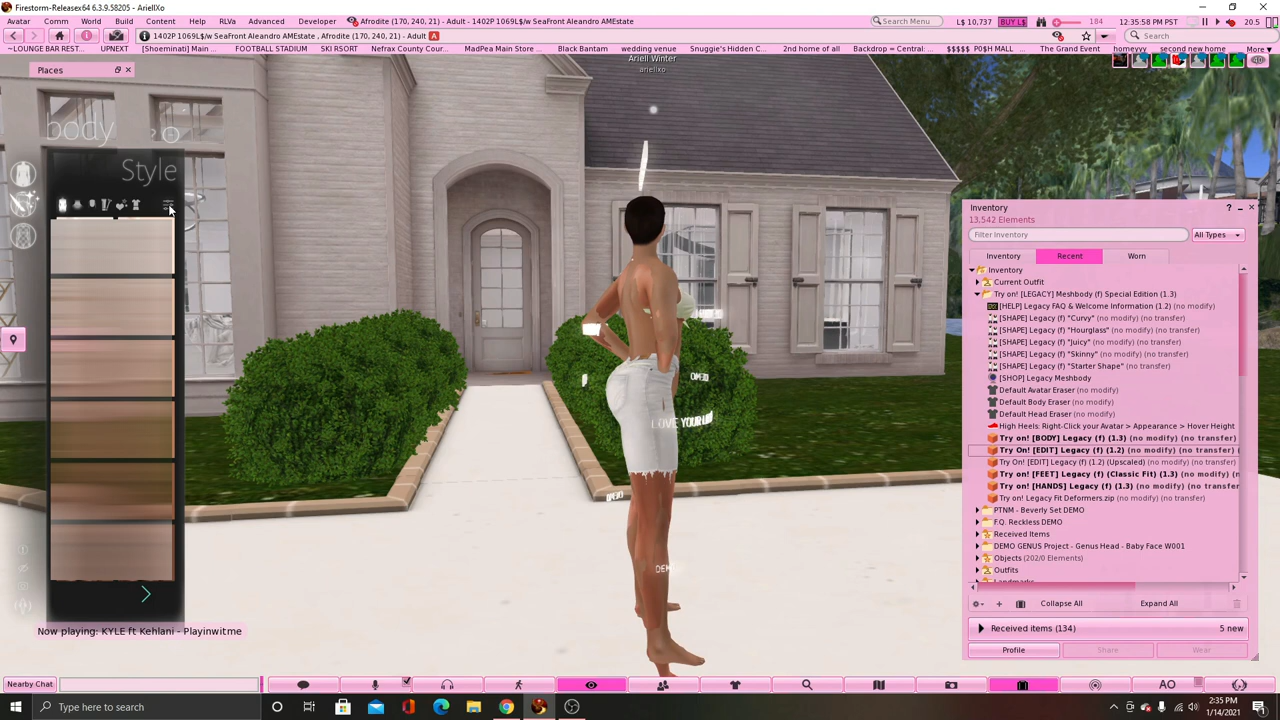 Firestorm-Releasex64 6.3.9.58205 - ArielIXo
Avatar Comm World Build Content Help RLVa Advanced Developer Afrodite (170, 240, 21) - Adult - 1402P 1069L$/w SeaFront Aleandro AMEstate Search Menu L$ 10,737 BUY L$ 184 12:35:58 PM PST 20.5
1402P 1069L$/w SeaFront Aleandro AMEstate , Afrodite (170, 240, 21) - Adult A Search
~LOUNGE BAR REST... UPNEXT [Shoeminati] Main ... FOOTBALL STADIUM SKI RSORT Nefrax County Cour... MadPea Main Store ... Black Bantam wedding venue Snuggie's Hidden C... 2nd home of all Backdrop = Central: ... $$$$$ P0$H MALL ... The Grand Event homeyyy second new home More
Ariell Winter
ariellxo
Places
body ?
Style
Inventory ?
13,542 Elements
Filter Inventory All Types
Inventory Recent Worn
Inventory
Current Outfit
Try on! [LEGACY] Meshbody (f) Special Edition (1.3)
[HELP] Legacy FAQ & Welcome Information (1.2) (no modify)
[SHAPE] Legacy (f) "Curvy" (no modify) (no transfer)
[SHAPE] Legacy (f) "Hourglass" (no modify) (no transfer)
[SHAPE] Legacy (f) "Juicy" (no modify) (no transfer)
[SHAPE] Legacy (f) "Skinny" (no modify) (no transfer)
[SHAPE] Legacy (f) "Starter Shape" (no modify) (no transfer)
[SHOP] Legacy Meshbody
Default Avatar Eraser (no modify)
Default Body Eraser (no modify)
Default Head Eraser (no modify)
High Heels: Right-Click your Avatar > Appearance > Hover Height
Try on! [BODY] Legacy (f) (1.3) (no modify) (no transfer)
Try On! [EDIT] Legacy (f) (1.2) (no modify) (no transfer) (
Try On! [EDIT] Legacy (f) (1.2) (Upscaled) (no modify) (no transfer)
Try on! [FEET] Legacy (f) (Classic Fit) (1.3) (no modify) (n
Try on! [HANDS] Legacy (f) (1.3) (no modify) (no transfer)
Try on! Legacy Fit Deformers.zip (no modify) (no transfer)
PTNM - Beverly Set DEMO
F.Q. Reckless DEMO
Received Items
DEMO GENUS Project - Genus Head - Baby Face W001
Objects (202/0 Elements)
Outfits
Landmarks
Collapse All Expand All
Received items (134) 5 new
Profile Share Wear
LOVE YOUR
DEMO
Now playing: KYLE ft Kehlani - Playinwitme
Nearby Chat AO
Type here to search 2:35 PM
1/14/2021